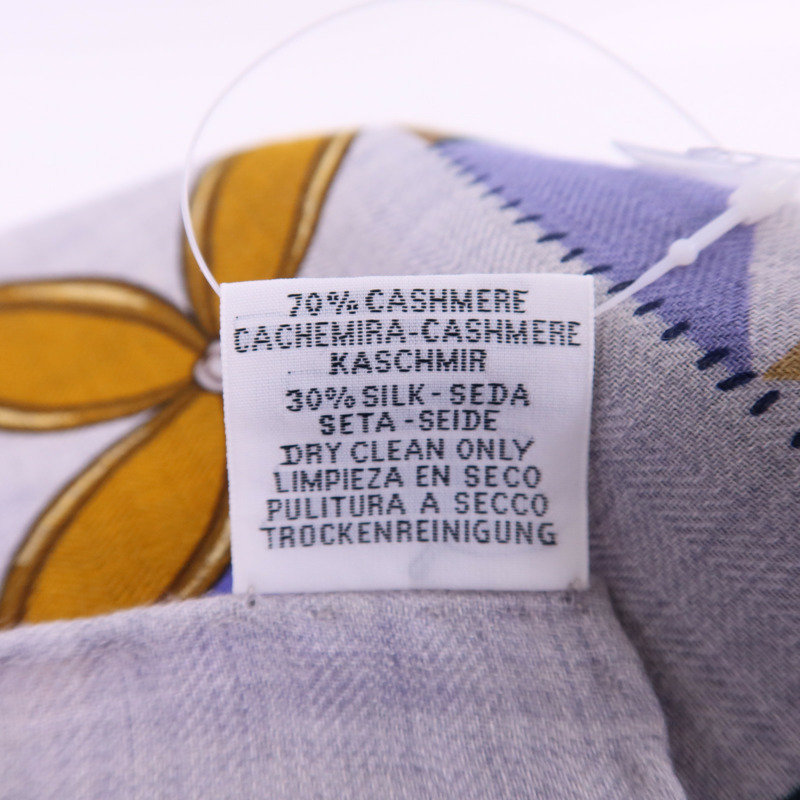 70% CASHMERE
CACHEMIRA-CASHMERE
KASCHMIR
30% SILK - SEDA
SETA - SEIDE
DRY CLEAN ONLY
LIMPIEZA EN SECO
PULITURA A SECCO
TROCKENREINIGUNG